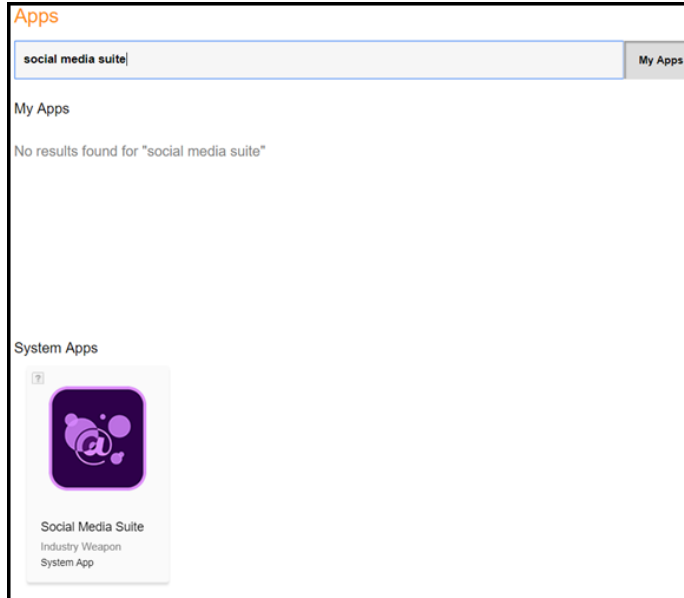 Apps
social media suite
My Apps
My Apps
No results found for "social media suite"
System Apps
?
@
Social Media Suite
Industry Weapon
System App